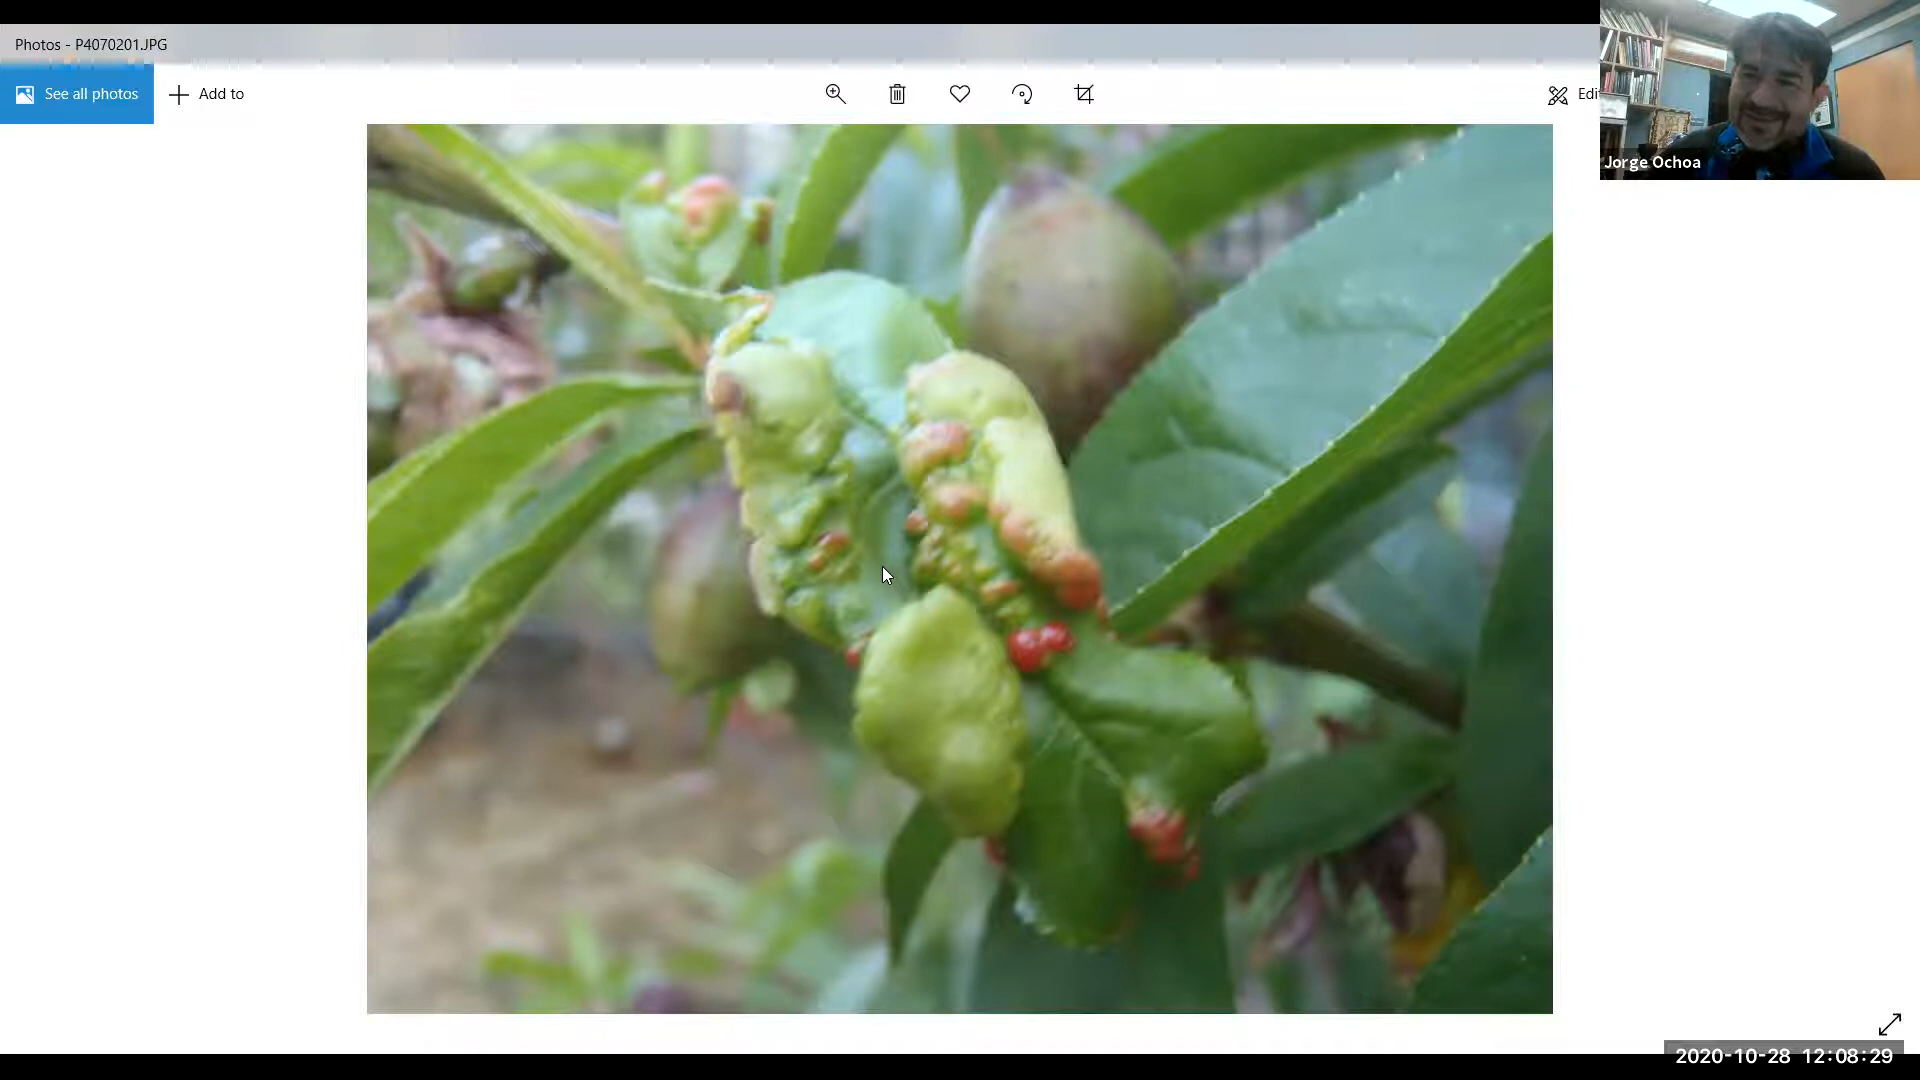 Photos - P4070201.JPG
See all photos
Add to
Edi
Jorge Ochoa
2020-10-28 12:08:29